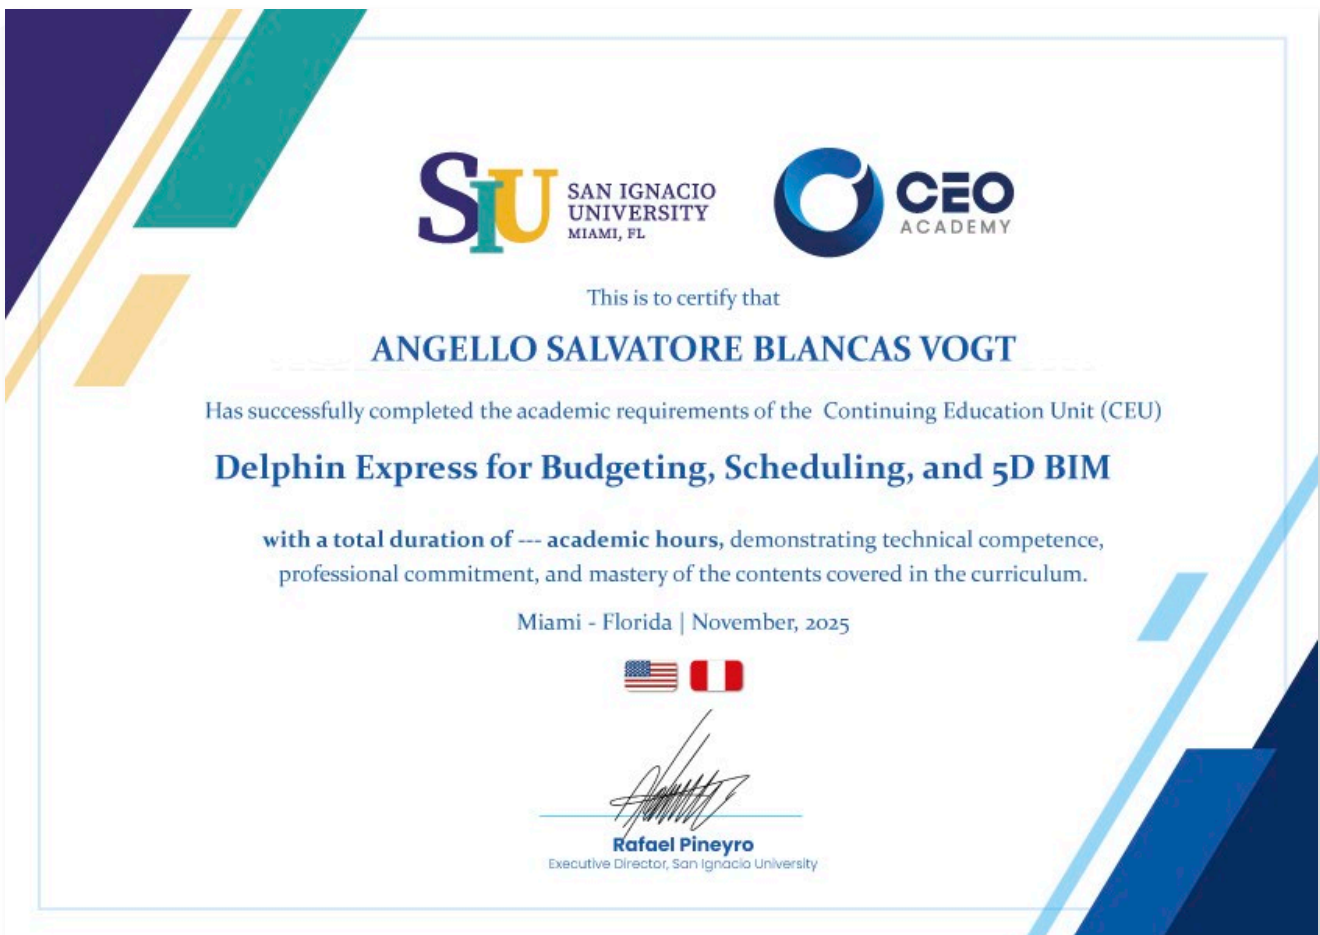 SIU
SAN IGNACIO
UNIVERSITY
MIAMI, FL
CEO
ACADEMY
This is to certify that
ANGELLO SALVATORE BLANCAS VOGT
Has successfully completed the academic requirements of the Continuing Education Unit (CEU)
Delphin Express for Budgeting, Scheduling, and 5D BIM
with a total duration of --- academic hours, demonstrating technical competence,
professional commitment, and mastery of the contents covered in the curriculum.
Miami - Florida | November, 2025
Rafael Pineyro
Executive Director, San Ignacio University